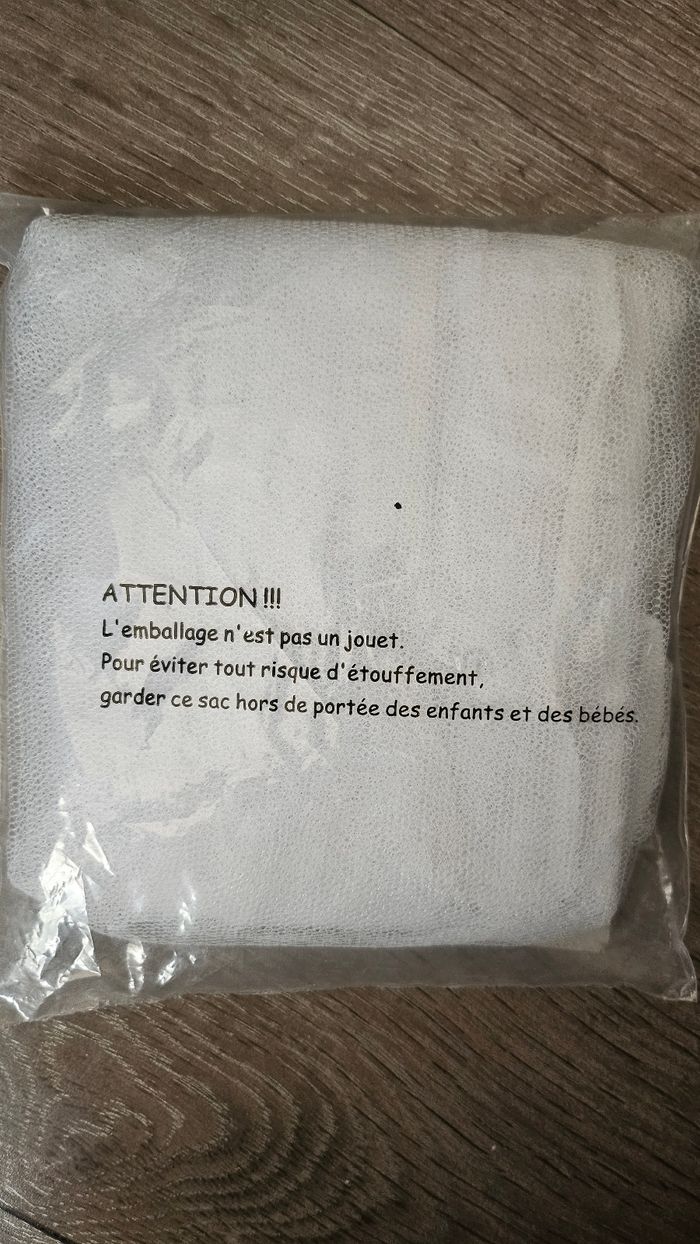 ATTENTION !!!
L'emballage n'est pas un jouet.
Pour éviter tout risque d'étouffement,
garder ce sac hors de portée des enfants et des bébés.